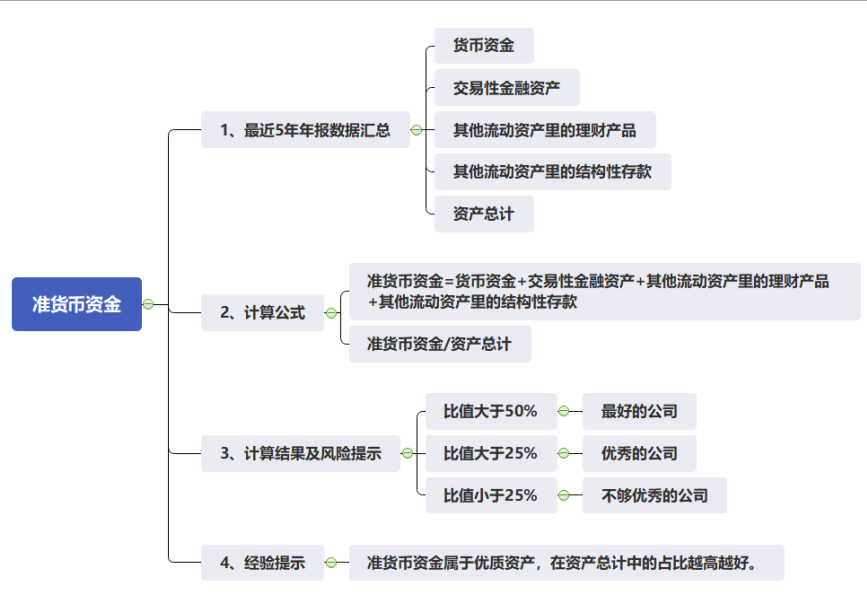 准货币资金
1、最近5年年报数据汇总
货币资金
交易性金融资产
其他流动资产里的理财产品
其他流动资产里的结构性存款
资产总计
2、计算公式
准货币资金=货币资金+交易性金融资产+其他流动资产里的理财产品
+其他流动资产里的结构性存款
准货币资金/资产总计
3、计算结果及风险提示
比值大于50%
最好的公司
比值大于25%
优秀的公司
比值小于25%
不够优秀的公司
4、经验提示
准货币资金属于优质资产，在资产总计中的占比越高越好。